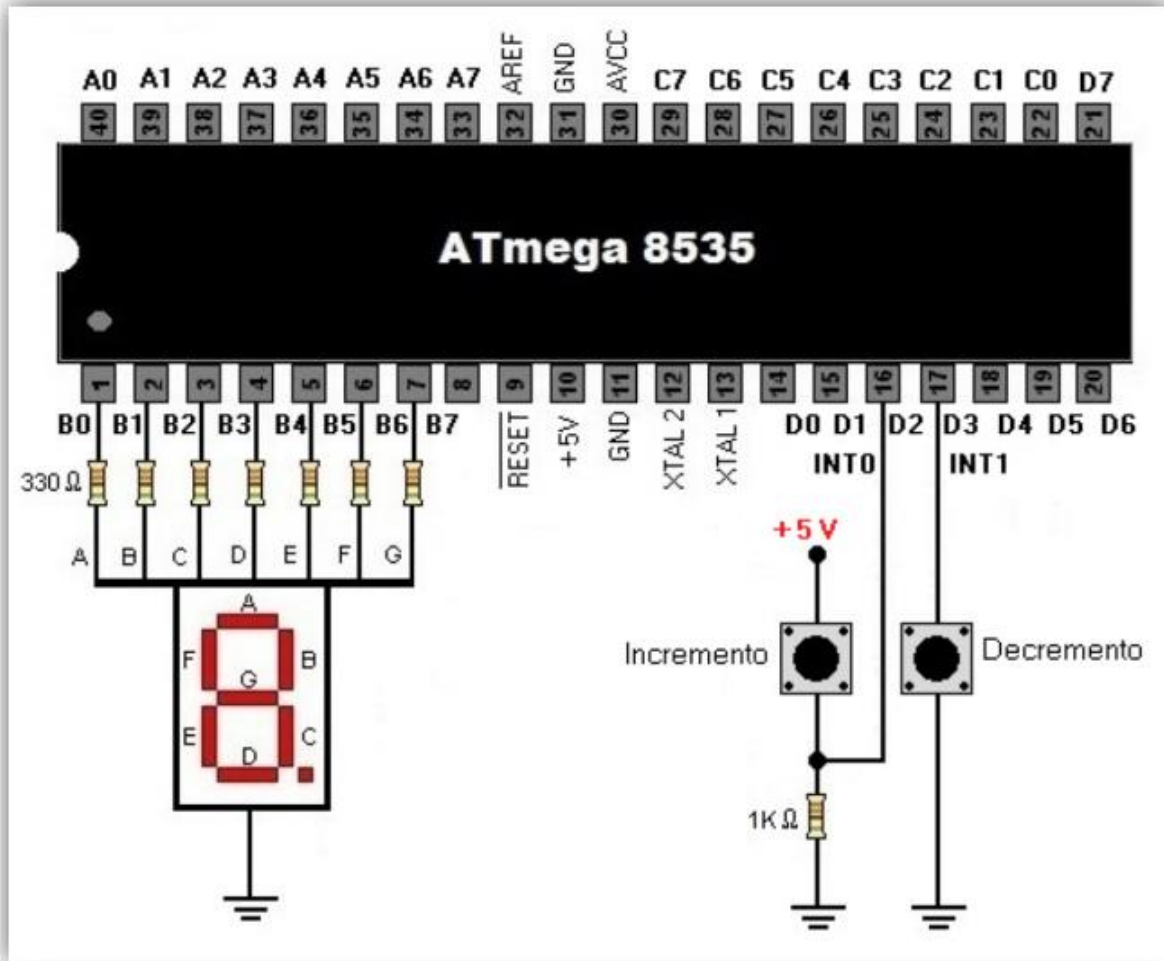 A0 A1 A2 A3 A4 A5 A6 A7 AREF GND AVCC C7 C6 C5 C4 C3 C2 C1 C0 D7
40 39 38 37 36 35 34 33 32 31 30 29 28 27 26 25 24 23 22 21
ATmega 8535
1 2 3 4 5 6 7 8 9 10 11 12 13 14 15 16 17 18 19 20
B0 B1 B2 B3 B4 B5 B6 B7 RESET +5V GND XTAL2 XTAL1 D0 D1 D2 D3 D4 D5 D6
INT0 INT1
330 Ω
+5 V
A B C D E F G
A
F B
G
E C
D
Incremento
Decremento
1K Ω